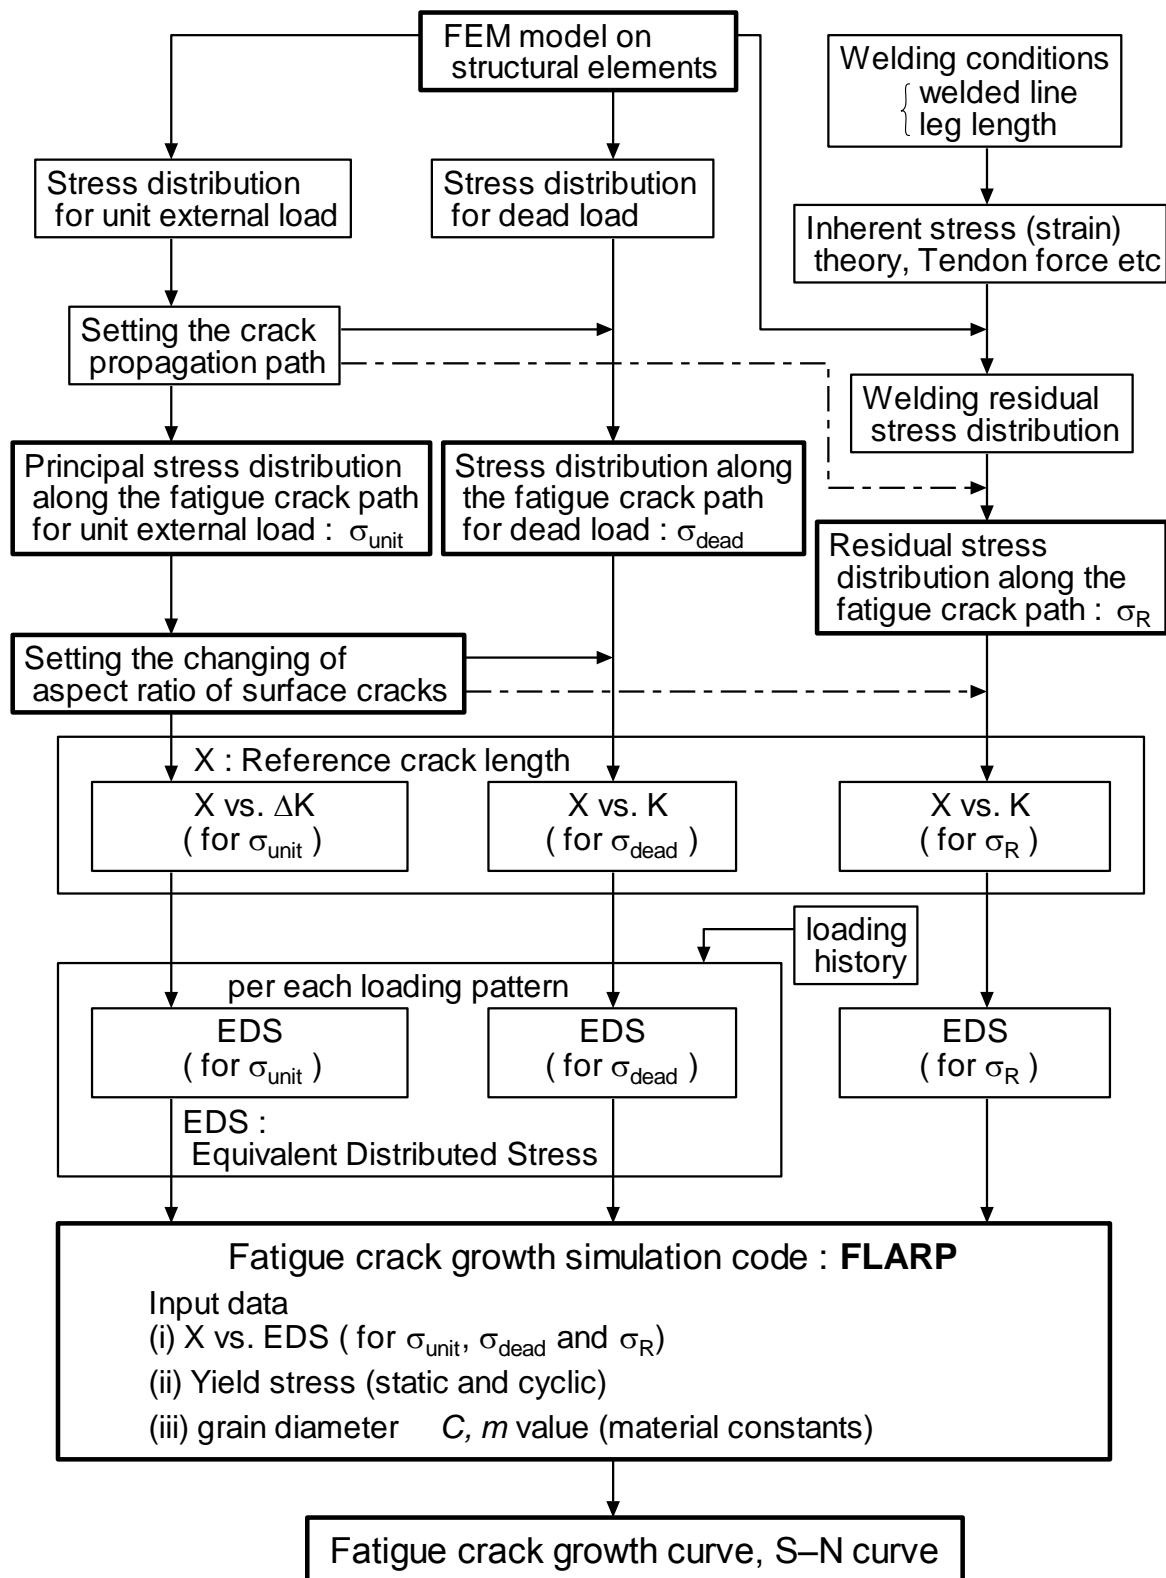 FEM model on
structural elements
Welding conditions
welded line
leg length
Stress distribution
for unit external load
Stress distribution
for dead load
Inherent stress (strain)
theory, Tendon force etc
Setting the crack
propagation path
Welding residual
stress distribution
Principal stress distribution
along the fatigue crack path
for unit external load : σunit
Stress distribution along
the fatigue crack path
for dead load : σdead
Residual stress
distribution along the
fatigue crack path : σR
Setting the changing of
aspect ratio of surface cracks
X : Reference crack length
X vs. ΔK
( for σunit )
X vs. K
( for σdead )
X vs. K
( for σR )
loading
history
per each loading pattern
EDS
( for σunit )
EDS
( for σdead )
EDS
( for σR )
EDS :
Equivalent Distributed Stress
Fatigue crack growth simulation code : FLARP
Input data
(i) X vs. EDS ( for σunit, σdead and σR)
(ii) Yield stress (static and cyclic)
(iii) grain diameter C, m value (material constants)
Fatigue crack growth curve, S–N curve